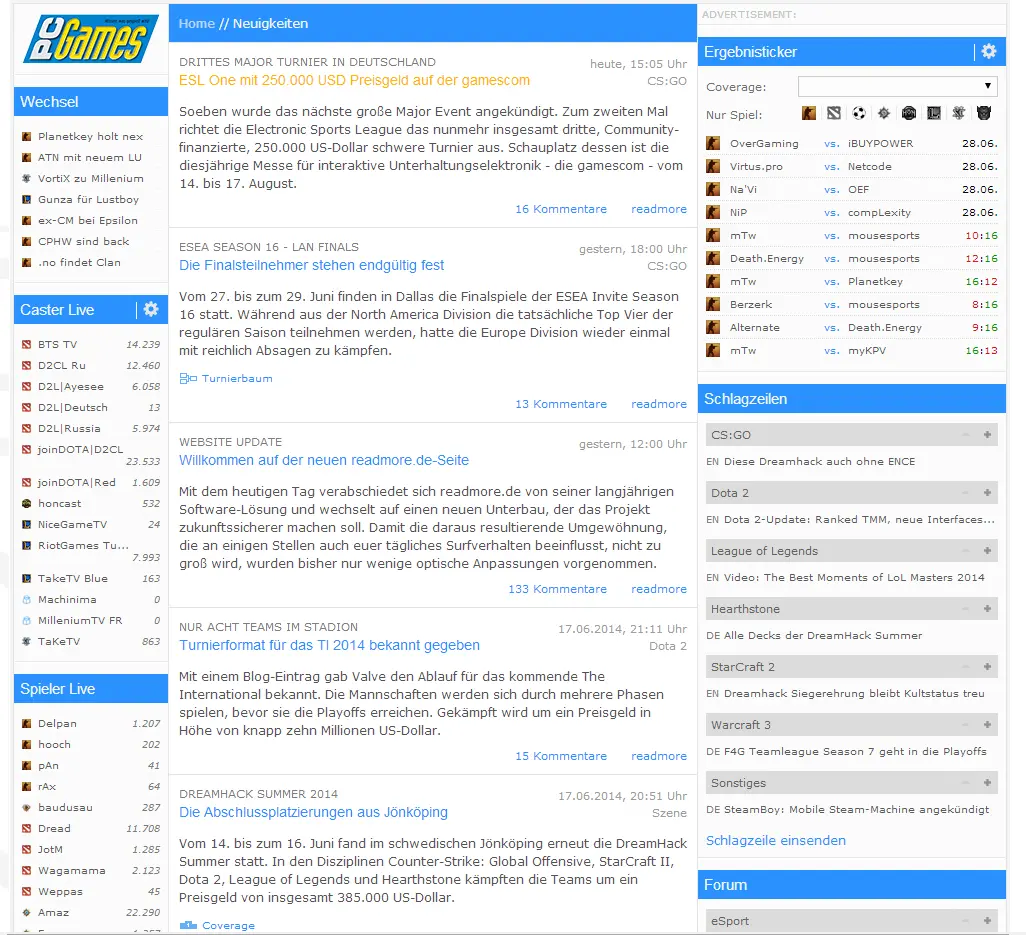 PC Games
Wechsel
Planetkey holt nex
ATN mit neuem LU
VortiX zu Millenium
Gunza für Lustboy
ex-CM bei Epsilon
CPHW sind back
.no findet Clan
Caster Live
BTS TV 14.239
D2CL Ru 12.460
D2L|Ayesee 6.058
D2L|Deutsch 13
D2L|Russia 5.974
joinDOTA|D2CL
23.533
joinDOTA|Red 1.609
honcast 532
NiceGameTV 24
RiotGames Tu...
7.993
TakeTV Blue 163
Machinima 0
MilleniumTV FR 0
TaKeTV 863
Spieler Live
Delpan 1.207
hooch 202
pAn 41
rAx 64
baudusau 287
Dread 11.708
JotM 1.285
Wagamama 2.123
Weppas 45
Amaz 22.290
Home // Neuigkeiten
DRITTES MAJOR TURNIER IN DEUTSCHLAND heute, 15:05 Uhr
ESL One mit 250.000 USD Preisgeld auf der gamescom CS:GO
Soeben wurde das nächste große Major Event angekündigt. Zum zweiten Mal
richtet die Electronic Sports League das nunmehr insgesamt dritte, Community-
finanzierte, 250.000 US-Dollar schwere Turnier aus. Schauplatz dessen ist die
diesjährige Messe für interaktive Unterhaltungselektronik - die gamescom - vom
14. bis 17. August.
16 Kommentare readmore
ESEA SEASON 16 - LAN FINALS gestern, 18:00 Uhr
Die Finalsteilnehmer stehen endgültig fest CS:GO
Vom 27. bis zum 29. Juni finden in Dallas die Finalspiele der ESEA Invite Season
16 statt. Während aus der North America Division die tatsächliche Top Vier der
regulären Saison teilnehmen werden, hatte die Europe Division wieder einmal
mit reichlich Absagen zu kämpfen.
Turnierbaum
13 Kommentare readmore
WEBSITE UPDATE gestern, 12:00 Uhr
Willkommen auf der neuen readmore.de-Seite
Mit dem heutigen Tag verabschiedet sich readmore.de von seiner langjährigen
Software-Lösung und wechselt auf einen neuen Unterbau, der das Projekt
zukunftssicherer machen soll. Damit die daraus resultierende Umgewöhnung,
die an einigen Stellen auch euer tägliches Surfverhalten beeinflusst, nicht zu
groß wird, wurden bisher nur wenige optische Anpassungen vorgenommen.
133 Kommentare readmore
NUR ACHT TEAMS IM STADION 17.06.2014, 21:11 Uhr
Turnierformat für das TI 2014 bekannt gegeben Dota 2
Mit einem Blog-Eintrag gab Valve den Ablauf für das kommende The
International bekannt. Die Mannschaften werden sich durch mehrere Phasen
spielen, bevor sie die Playoffs erreichen. Gekämpft wird um ein Preisgeld in
Höhe von knapp zehn Millionen US-Dollar.
15 Kommentare readmore
DREAMHACK SUMMER 2014 17.06.2014, 20:51 Uhr
Die Abschlussplatzierungen aus Jönköping Szene
Vom 14. bis zum 16. Juni fand im schwedischen Jönköping erneut die DreamHack
Summer statt. In den Disziplinen Counter-Strike: Global Offensive, StarCraft II,
Dota 2, League of Legends und Hearthstone kämpften die Teams um ein
Preisgeld von insgesamt 385.000 US-Dollar.
Coverage
ADVERTISEMENT:
Ergebnisticker
Coverage:
Nur Spiel:
OverGaming vs. iBUYPOWER 28.06.
Virtus.pro vs. Netcode 28.06.
Na'Vi vs. OEF 28.06.
NiP vs. compLexity 28.06.
mTw vs. mousesports 10:16
Death.Energy vs. mousesports 12:16
mTw vs. Planetkey 16:12
Berzerk vs. mousesports 8:16
Alternate vs. Death.Energy 9:16
mTw vs. myKPV 16:13
Schlagzeilen
CS:GO
EN Diese Dreamhack auch ohne ENCE
Dota 2
EN Dota 2-Update: Ranked TMM, neue Interfaces...
League of Legends
EN Video: The Best Moments of LoL Masters 2014
Hearthstone
DE Alle Decks der DreamHack Summer
StarCraft 2
EN Dreamhack Siegerehrung bleibt Kultstatus treu
Warcraft 3
DE F4G Teamleague Season 7 geht in die Playoffs
Sonstiges
DE SteamBoy: Mobile Steam-Machine angekündigt
Schlagzeile einsenden
Forum
eSport